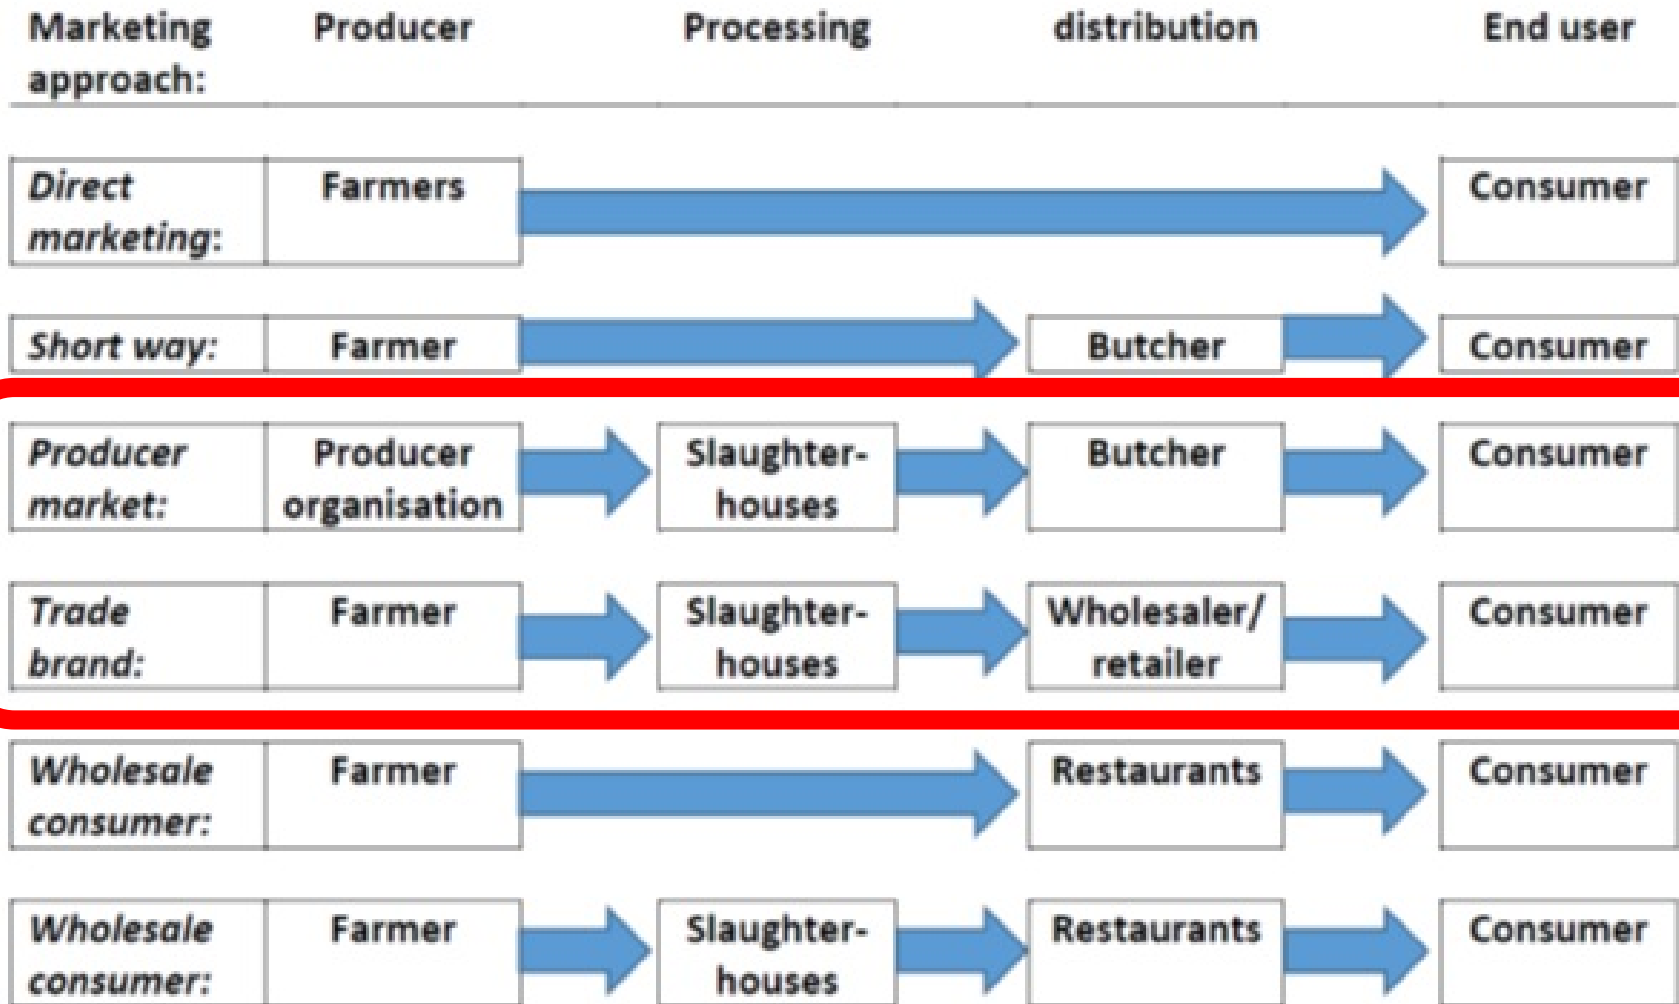 Marketing approach: Producer Processing distribution End user
Direct marketing: Farmers Consumer
Short way: Farmer Butcher Consumer
Producer market: Producer organisation Slaughter-houses Butcher Consumer
Trade brand: Farmer Slaughter-houses Wholesaler/ retailer Consumer
Wholesale consumer: Farmer Restaurants Consumer
Wholesale consumer: Farmer Slaughter-houses Restaurants Consumer